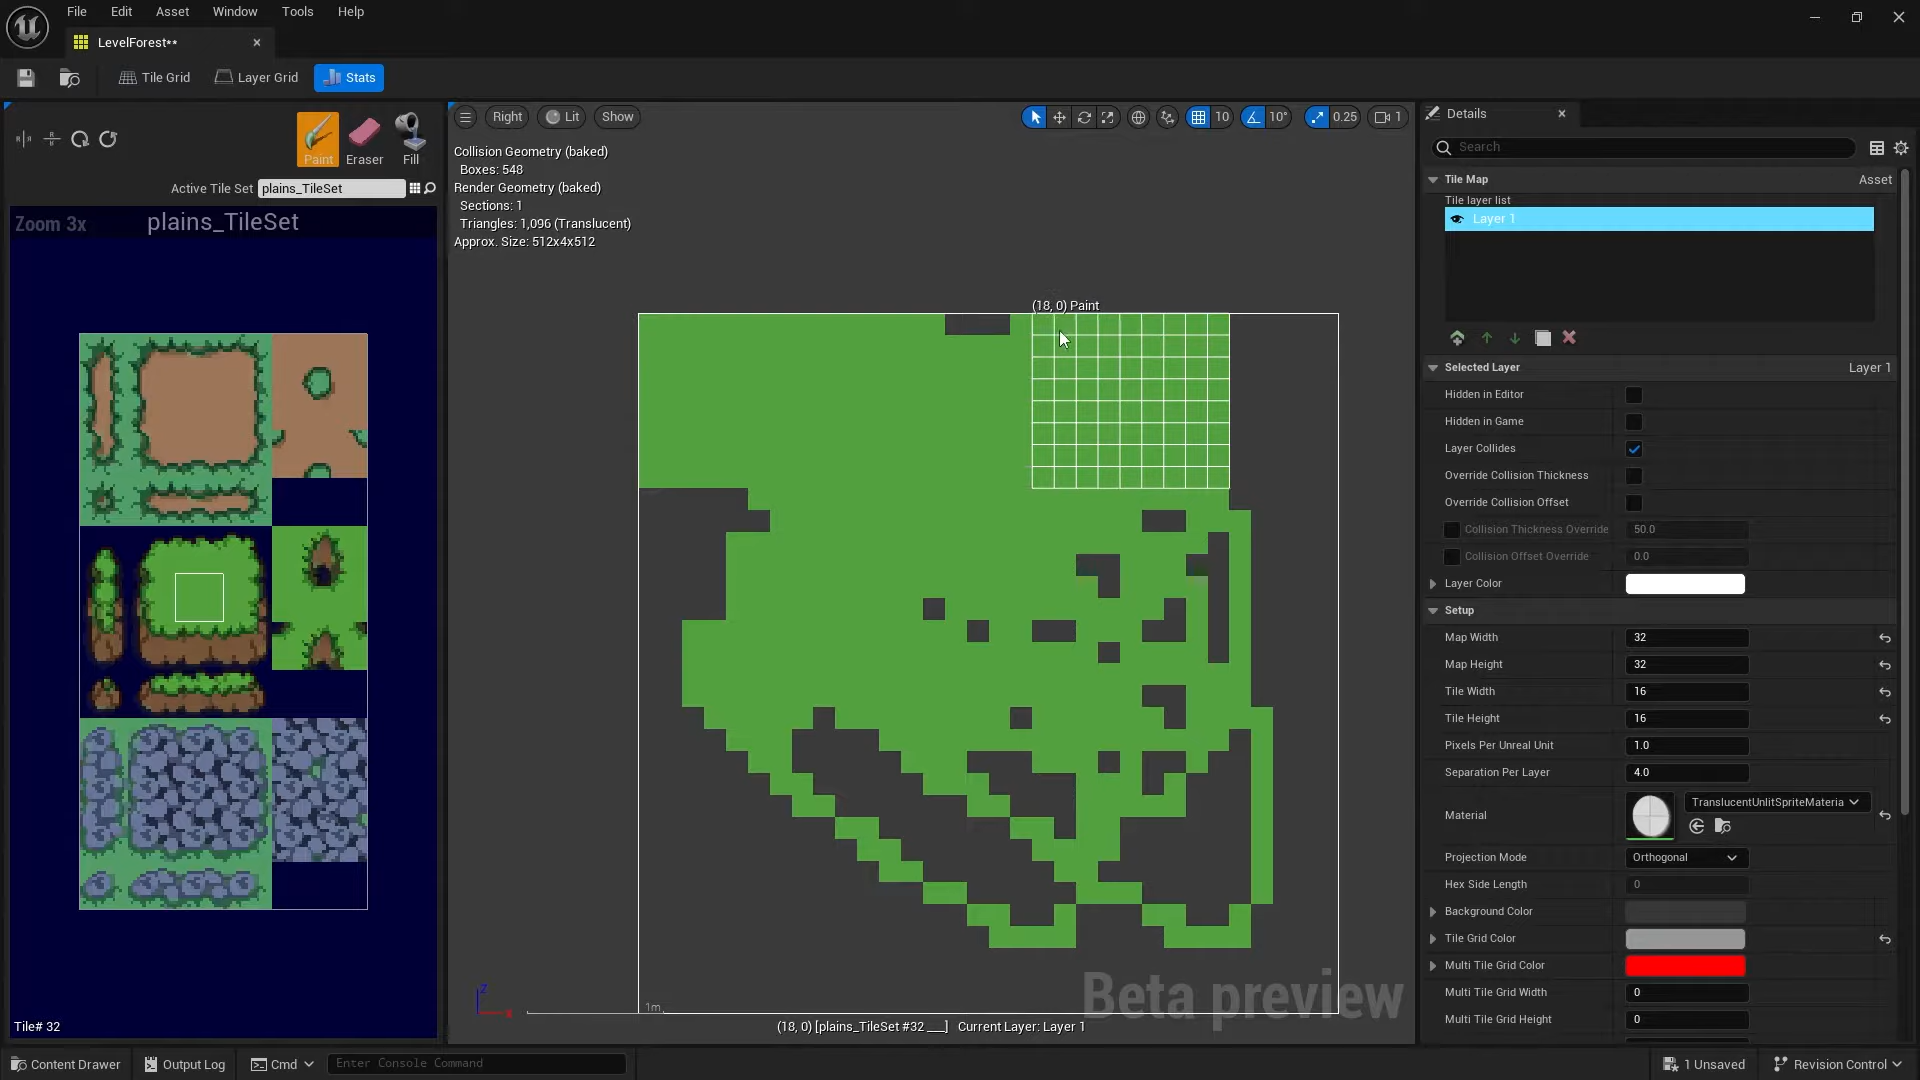 File Edit Asset Window Tools Help
LevelForest**
Tile Grid Layer Grid Stats
Paint Eraser Fill
Active Tile Set plains_TileSet
Zoom 3x plains_TileSet
Tile# 32
Right Lit Show 10 10° 0.25 1
Collision Geometry (baked)
Boxes: 548
Render Geometry (baked)
Sections: 1
Triangles: 1,096 (Translucent)
Approx. Size: 512x4x512
(18, 0) Paint
Z
1m
Beta preview
(18, 0) [plains_TileSet #32 ___] Current Layer: Layer 1
Details
Search
Tile Map Asset
Tile layer list
Layer 1
Selected Layer Layer 1
Hidden in Editor
Hidden in Game
Layer Collides
Override Collision Thickness
Override Collision Offset
Collision Thickness Override 50.0
Collision Offset Override 0.0
Layer Color
Setup
Map Width 32
Map Height 32
Tile Width 16
Tile Height 16
Pixels Per Unreal Unit 1.0
Separation Per Layer 4.0
Material TranslucentUnlitSpriteMateria
Projection Mode Orthogonal
Hex Side Length 0
Background Color
Tile Grid Color
Multi Tile Grid Color
Multi Tile Grid Width 0
Multi Tile Grid Height 0
Content Drawer Output Log Cmd Enter Console Command 1 Unsaved Revision Control